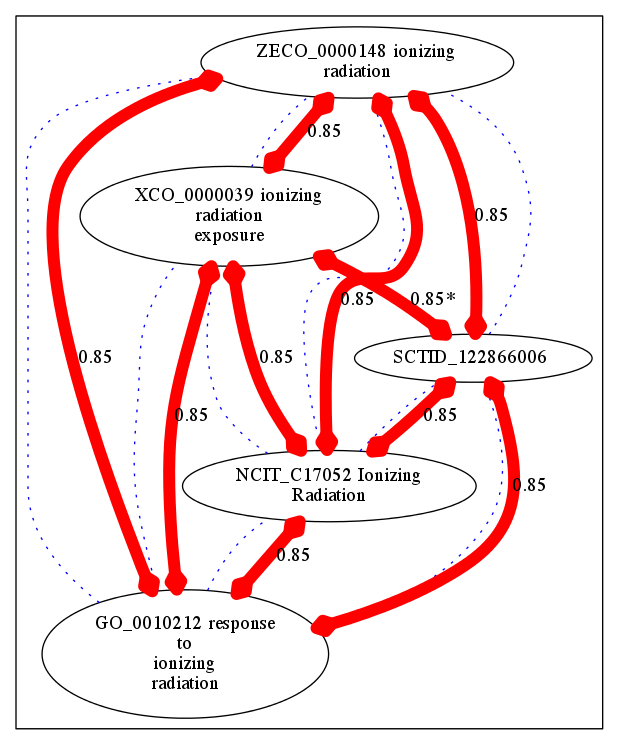 ZECO_0000148 ionizing
radiation
0.85
XCO_0000039 ionizing
radiation
exposure
0.85
0.85
0.85*
0.85
0.85
SCTID_122866006
0.85
0.85
NCIT_C17052 Ionizing
Radiation
0.85
0.85
GO_0010212 response
to
ionizing
radiation